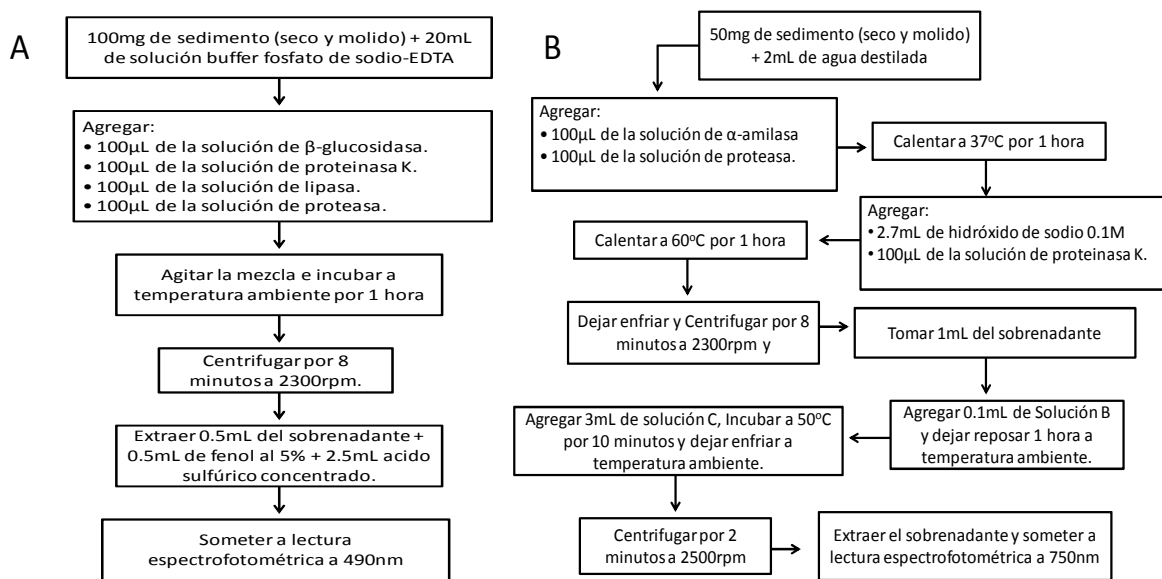 A
100mg de sedimento (seco y molido) + 20mL
de solución buffer fosfato de sodio-EDTA
Agregar:
• 100µL de la solución de β-glucosidasa.
• 100µL de la solución de proteinasa K.
• 100µL de la solución de lipasa.
• 100µL de la solución de proteasa.
Agitar la mezcla e incubar a
temperatura ambiente por 1 hora
Centrifugar por 8
minutos a 2300rpm.
Extraer 0.5mL del sobrenadante +
0.5mL de fenol al 5% + 2.5mL acido
sulfúrico concentrado.
Someter a lectura
espectrofotométrica a 490nm
B
50mg de sedimento (seco y molido)
+ 2mL de agua destilada
Agregar:
• 100µL de la solución de α-amilasa
• 100µL de la solución de proteasa.
Calentar a 37ºC por 1 hora
Agregar:
• 2.7mL de hidróxido de sodio 0.1M
• 100µL de la solución de proteinasa K.
Calentar a 60ºC por 1 hora
Dejar enfriar y Centrifugar por 8
minutos a 2300rpm y
Tomar 1mL del sobrenadante
Agregar 0.1mL de Solución B
y dejar reposar 1 hora a
temperatura ambiente.
Agregar 3mL de solución C, Incubar a 50ºC
por 10 minutos y dejar enfriar a
temperatura ambiente.
Centrifugar por 2
minutos a 2500rpm
Extraer el sobrenadante y someter a
lectura espectrofotométrica a 750nm